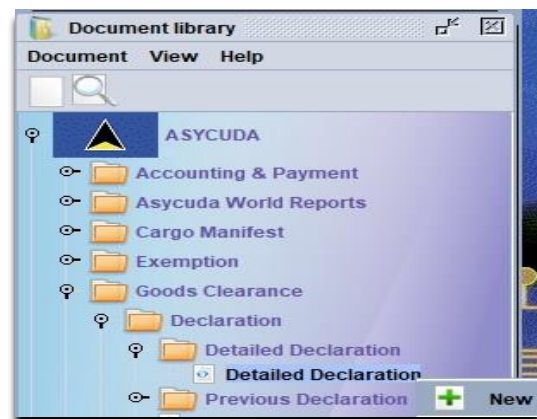 Document library
Document View Help
ASYCUDA
Accounting & Payment
Asycuda World Reports
Cargo Manifest
Exemption
Goods Clearance
Declaration
Detailed Declaration
Detailed Declaration
Previous Declaration
New